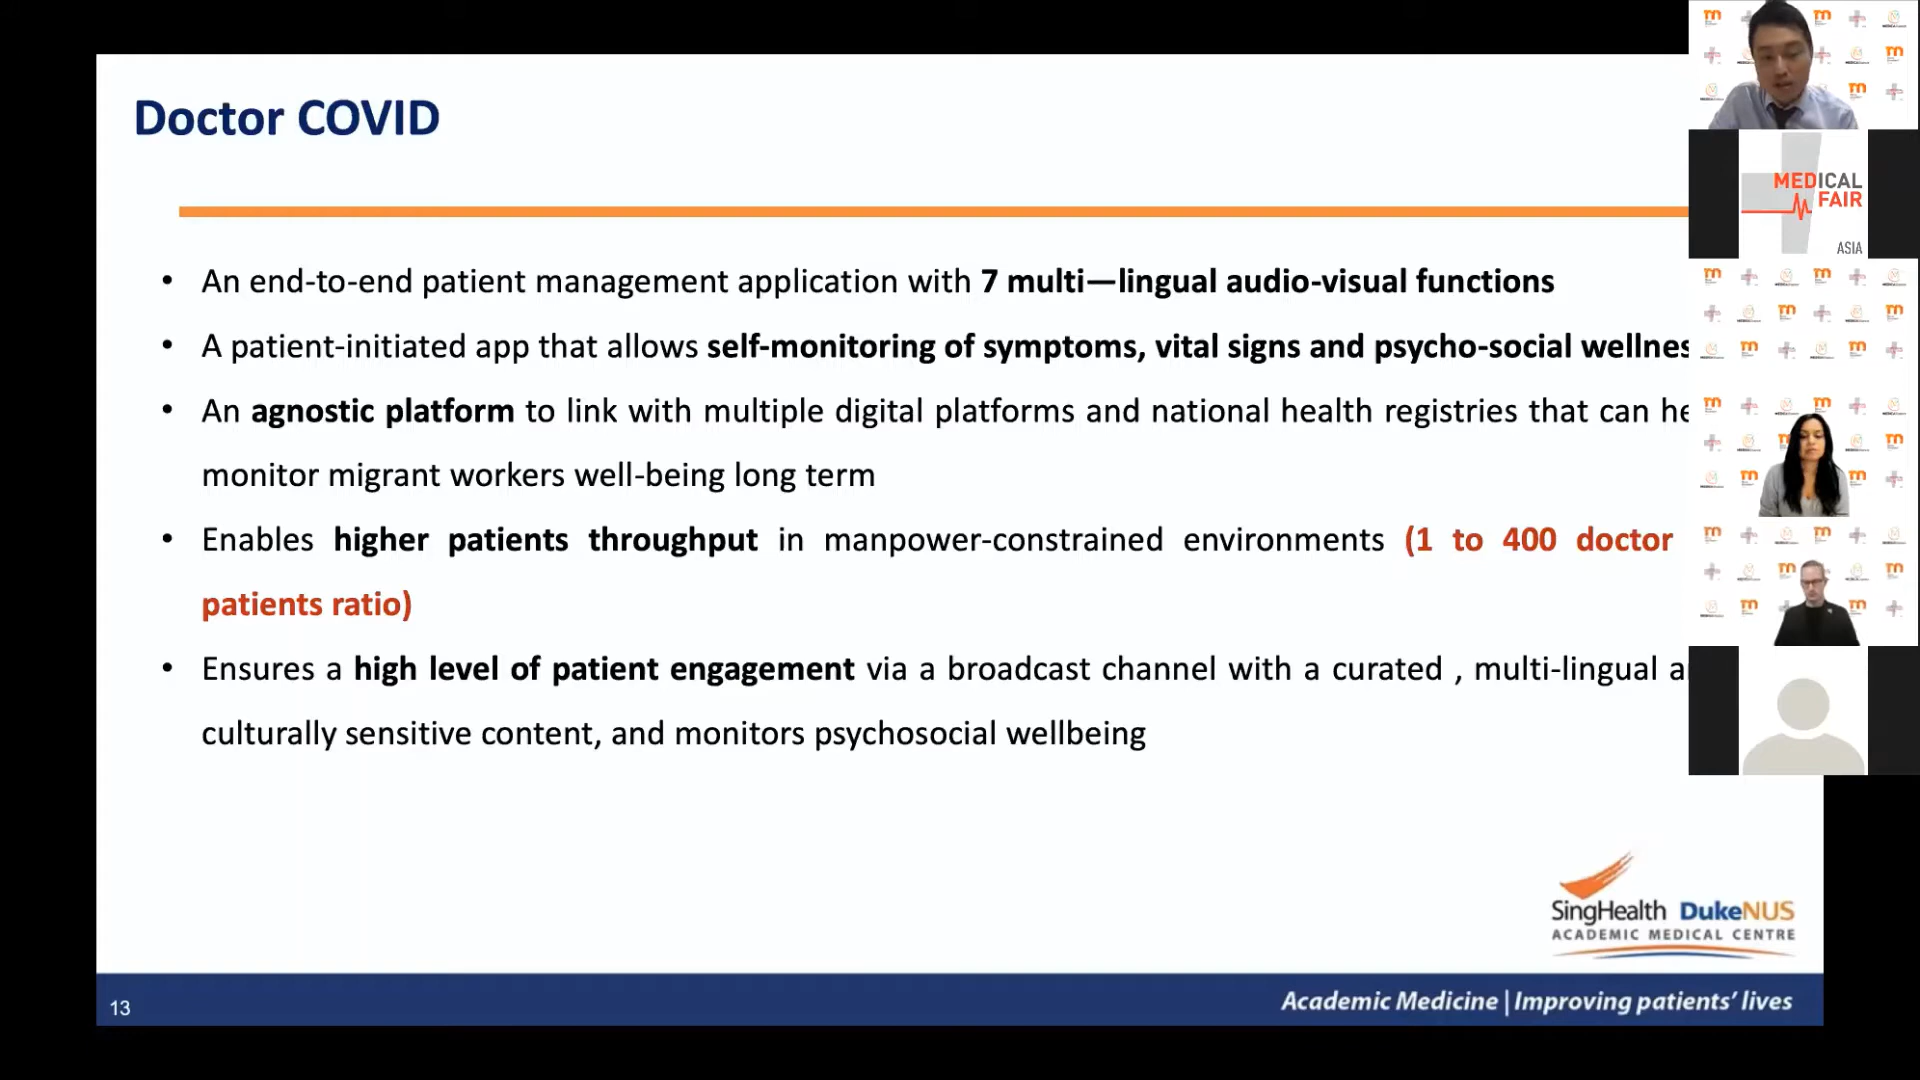 Doctor COVID
• An end-to-end patient management application with 7 multi—lingual audio-visual functions
• A patient-initiated app that allows self-monitoring of symptoms, vital signs and psycho-social wellnes
• An agnostic platform to link with multiple digital platforms and national health registries that can he
monitor migrant workers well-being long term
• Enables higher patients throughput in manpower-constrained environments (1 to 400 doctor
patients ratio)
• Ensures a high level of patient engagement via a broadcast channel with a curated , multi-lingual a
culturally sensitive content, and monitors psychosocial wellbeing
SingHealth DukeNUS
ACADEMIC MEDICAL CENTRE
13
Academic Medicine | Improving patients’ lives
MEDICAL
FAIR
ASIA